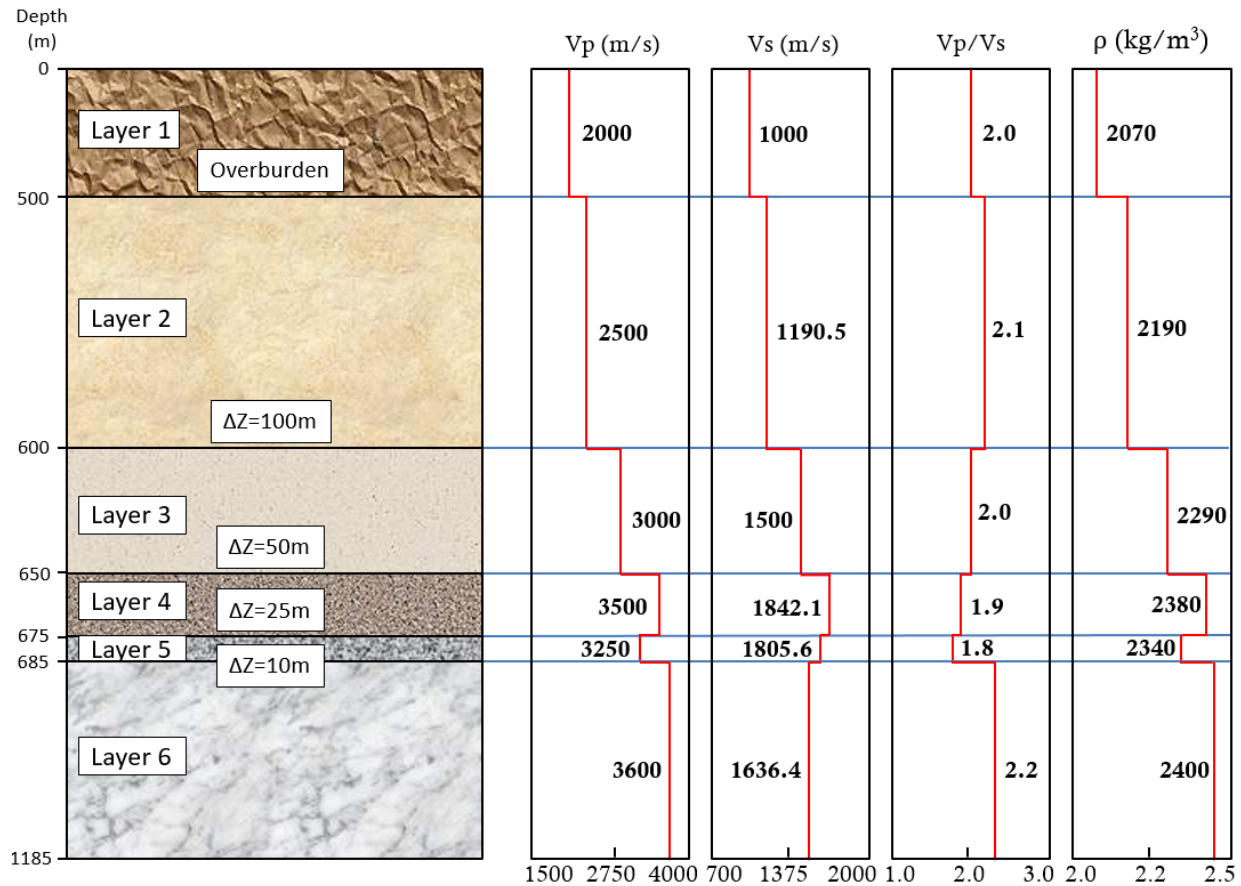 Depth
(m)
Vp (m/s)
Vs (m/s)
Vp/Vs
ρ (kg/m³)
0
Layer 1
Overburden
2000
1000
2.0
2070
500
Layer 2
ΔZ=100m
2500
1190.5
2.1
2190
600
Layer 3
ΔZ=50m
3000
1500
2.0
2290
650
Layer 4
ΔZ=25m
3500
1842.1
1.9
2380
675
Layer 5
3250
1805.6
1.8
2340
685
ΔZ=10m
Layer 6
3600
1636.4
2.2
2400
1185
1500 2750 4000
700 1375 2000
1.0 2.0 3.0
2.0 2.2 2.5